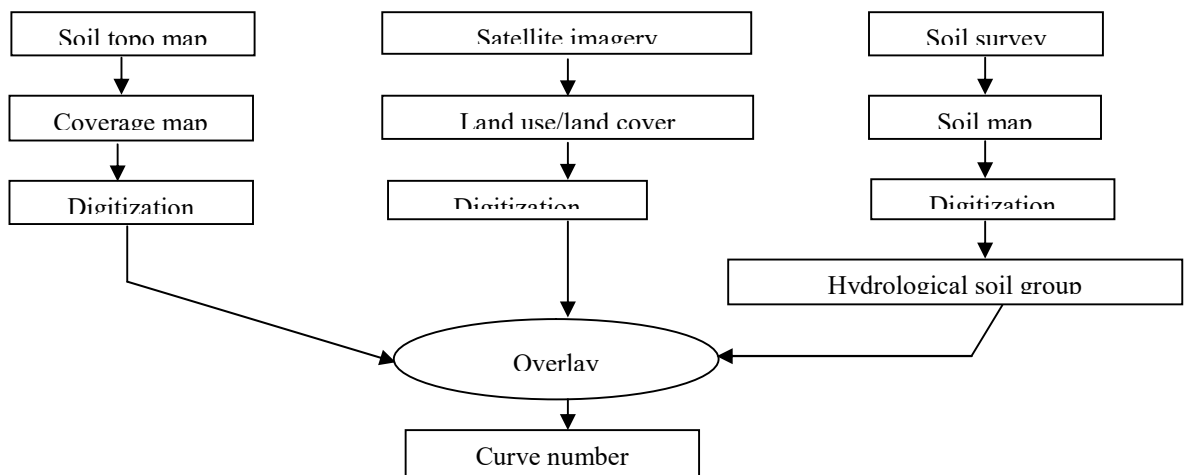 Soil topo map
Satellite imagery
Soil survey
Coverage map
Land use/land cover
Soil map
Digitization
Digitization
Digitization
Hydrological soil group
Overlay
Curve number